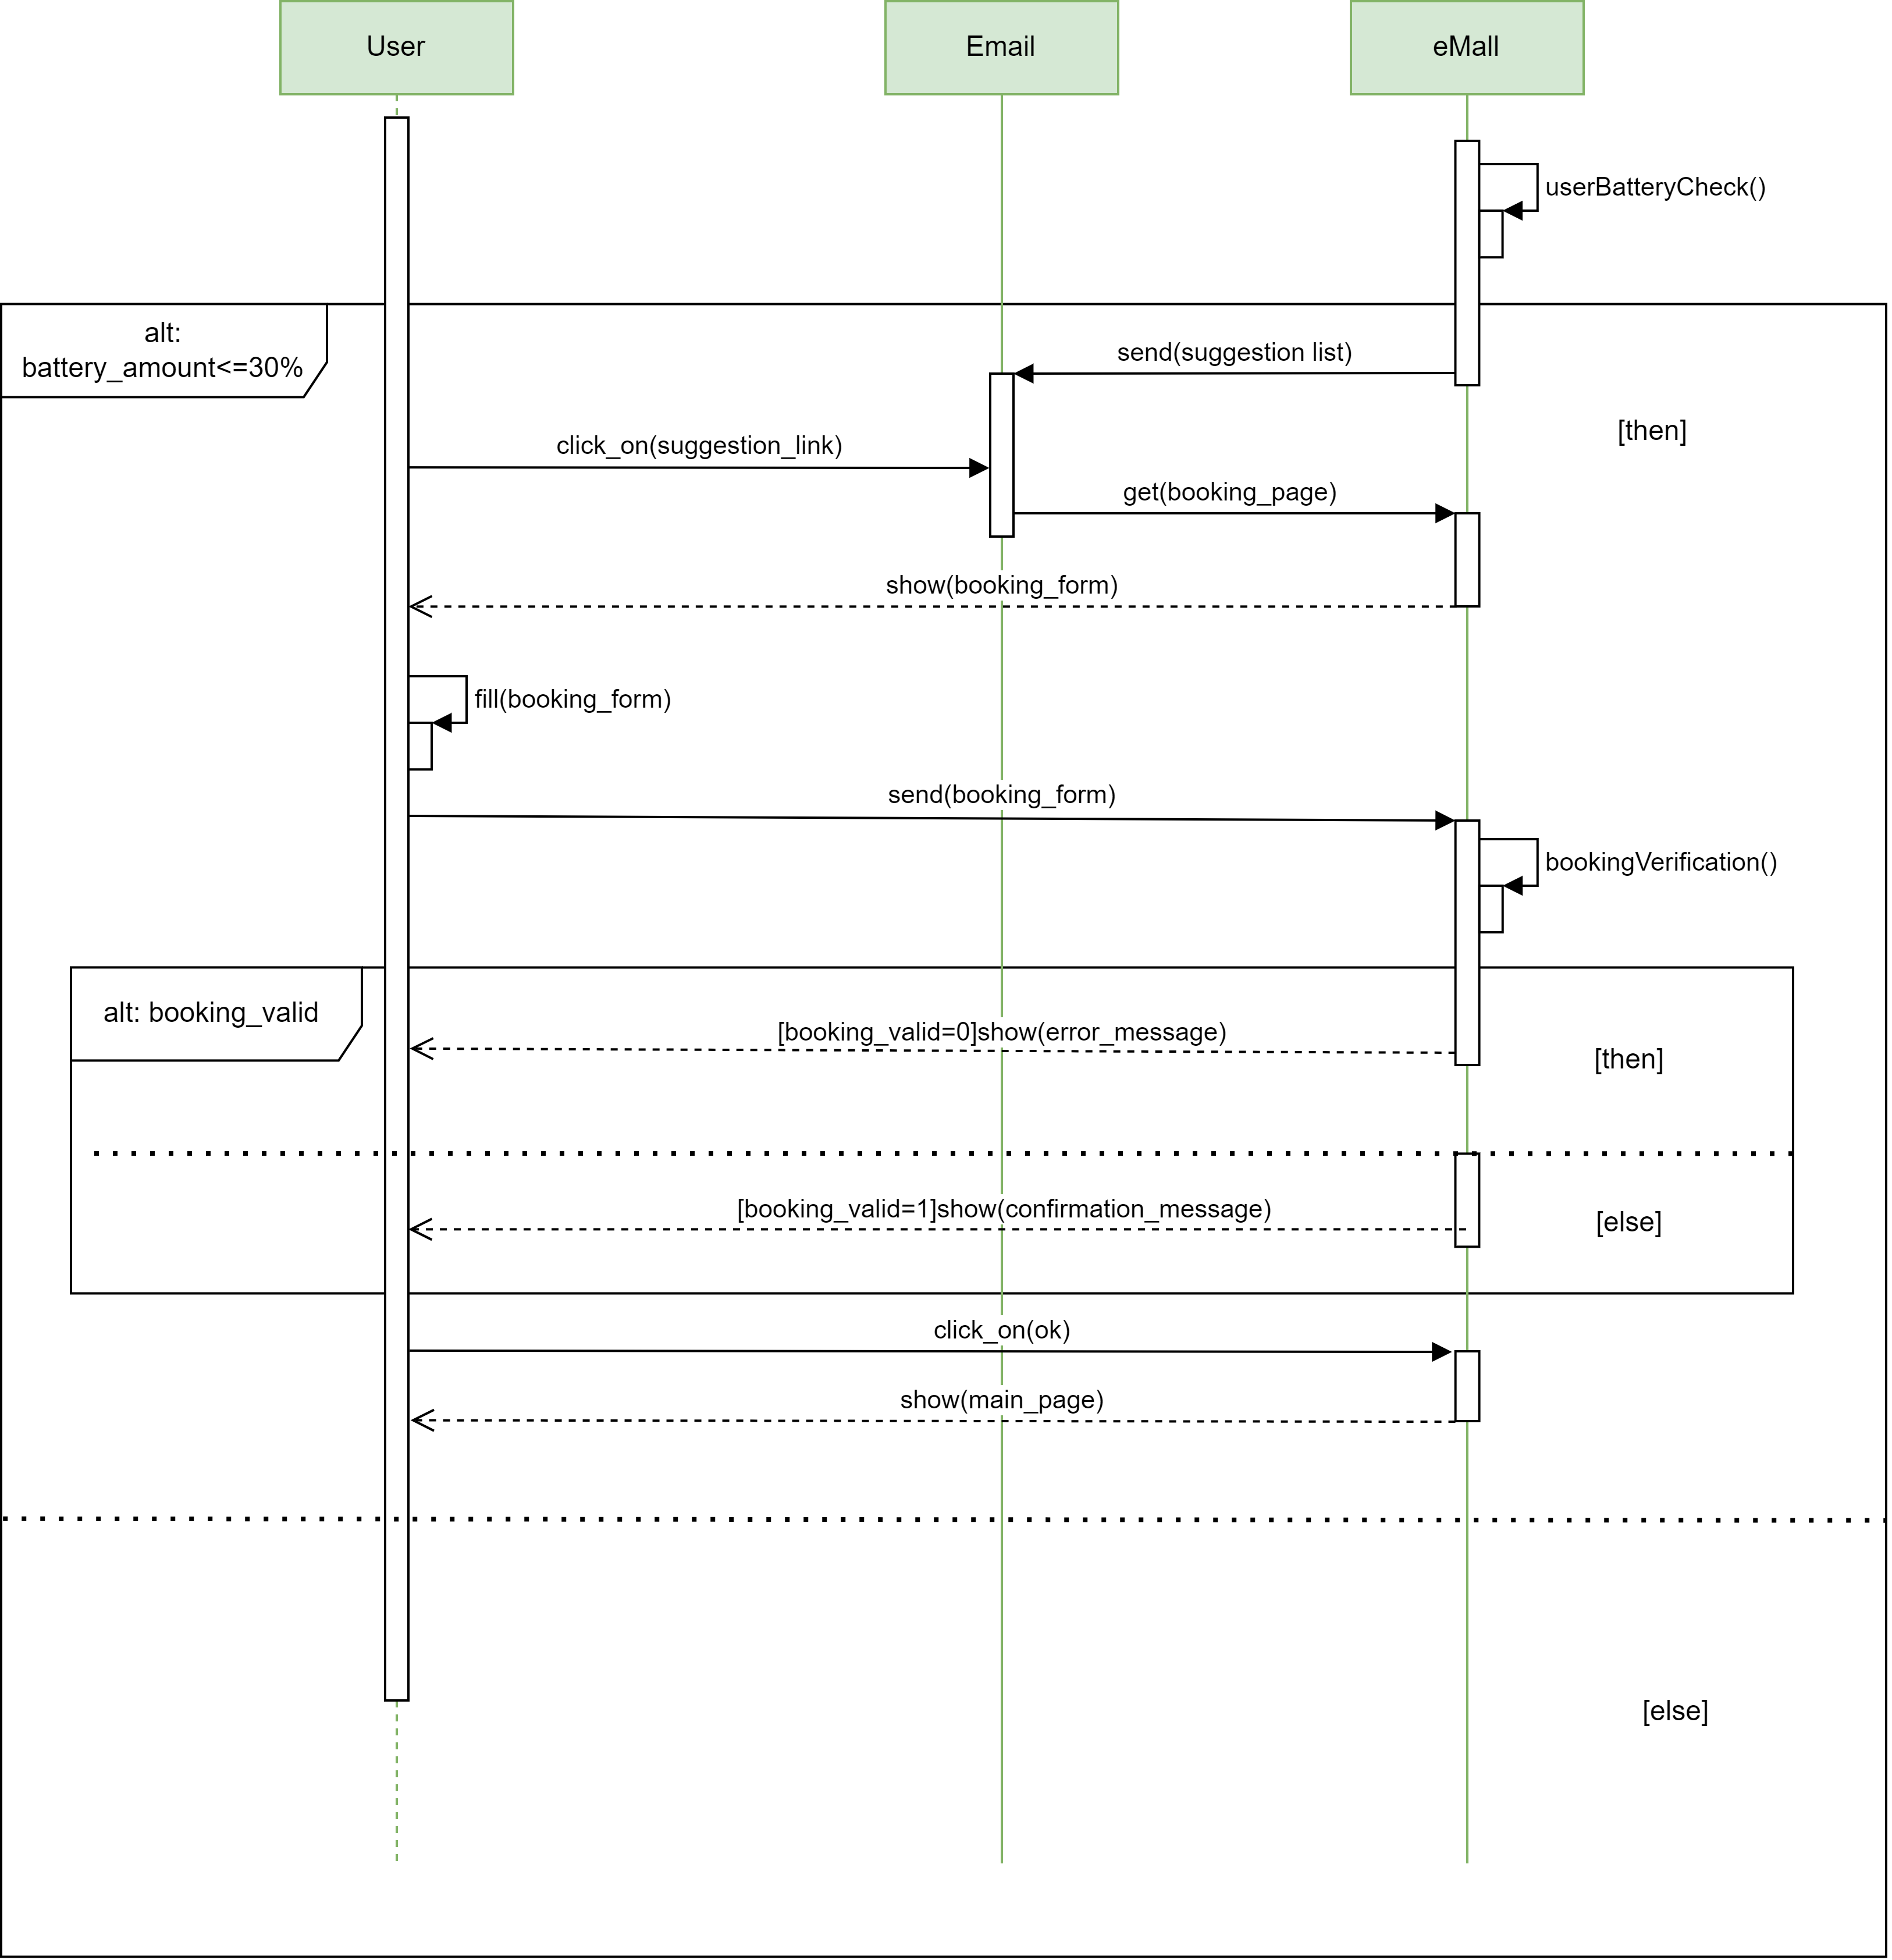 User
Email
eMall
userBatteryCheck()
alt:
battery_amount<=30%
send(suggestion list)
[then]
click_on(suggestion_link)
get(booking_page)
show(booking_form)
fill(booking_form)
send(booking_form)
bookingVerification()
alt: booking_valid
[booking_valid=0]show(error_message)
[then]
[booking_valid=1]show(confirmation_message)
[else]
click_on(ok)
show(main_page)
[else]